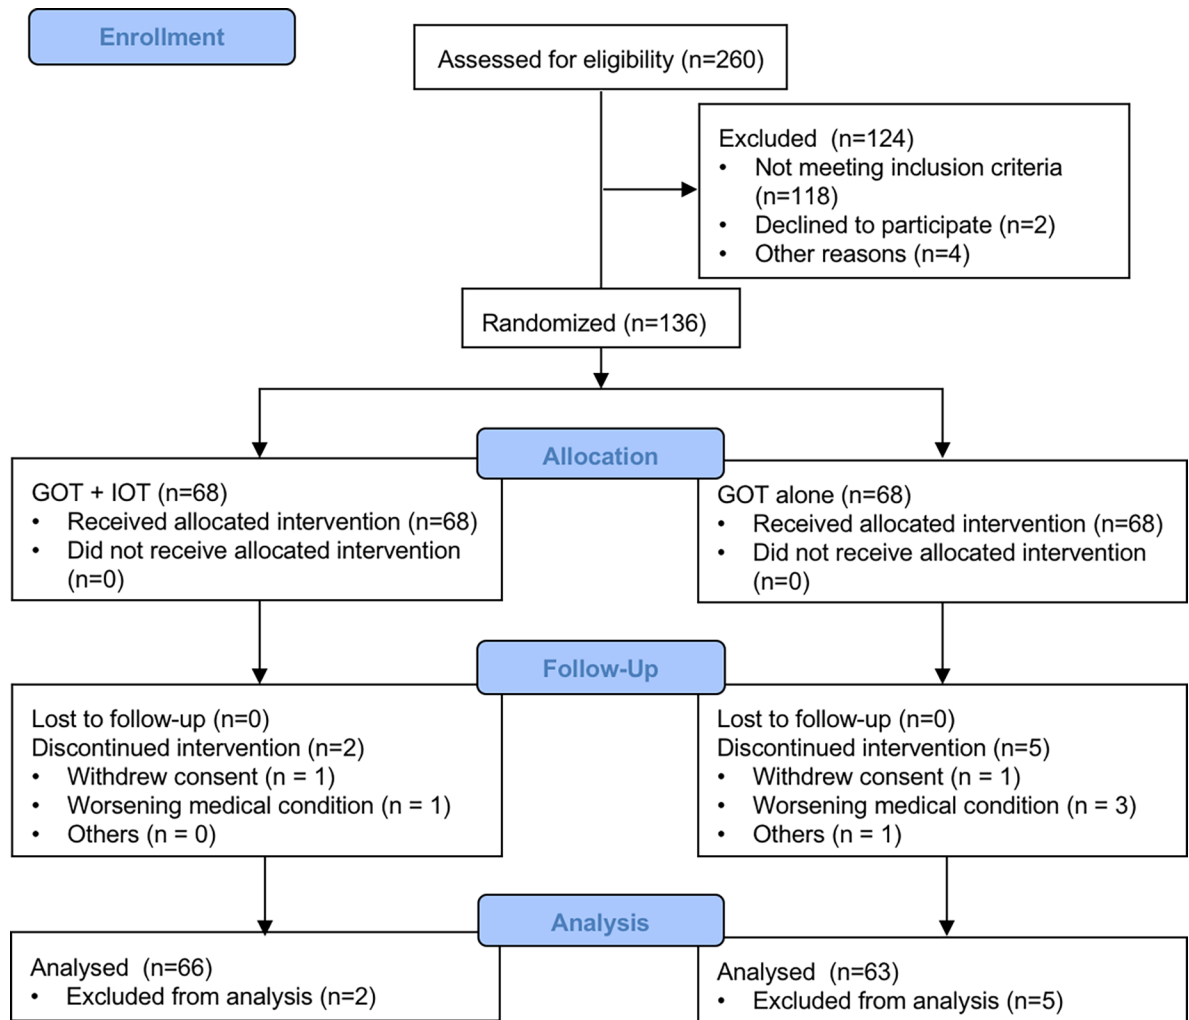 Enrollment
Assessed for eligibility (n=260)
Excluded (n=124)
• Not meeting inclusion criteria
(n=118)
• Declined to participate (n=2)
• Other reasons (n=4)
Randomized (n=136)
Allocation
GOT + IOT (n=68)
• Received allocated intervention (n=68)
• Did not receive allocated intervention
(n=0)
GOT alone (n=68)
• Received allocated intervention (n=68)
• Did not receive allocated intervention
(n=0)
Follow-Up
Lost to follow-up (n=0)
Discontinued intervention (n=2)
• Withdrew consent (n = 1)
• Worsening medical condition (n = 1)
• Others (n = 0)
Lost to follow-up (n=0)
Discontinued intervention (n=5)
• Withdrew consent (n = 1)
• Worsening medical condition (n = 3)
• Others (n = 1)
Analysis
Analysed (n=66)
• Excluded from analysis (n=2)
Analysed (n=63)
• Excluded from analysis (n=5)